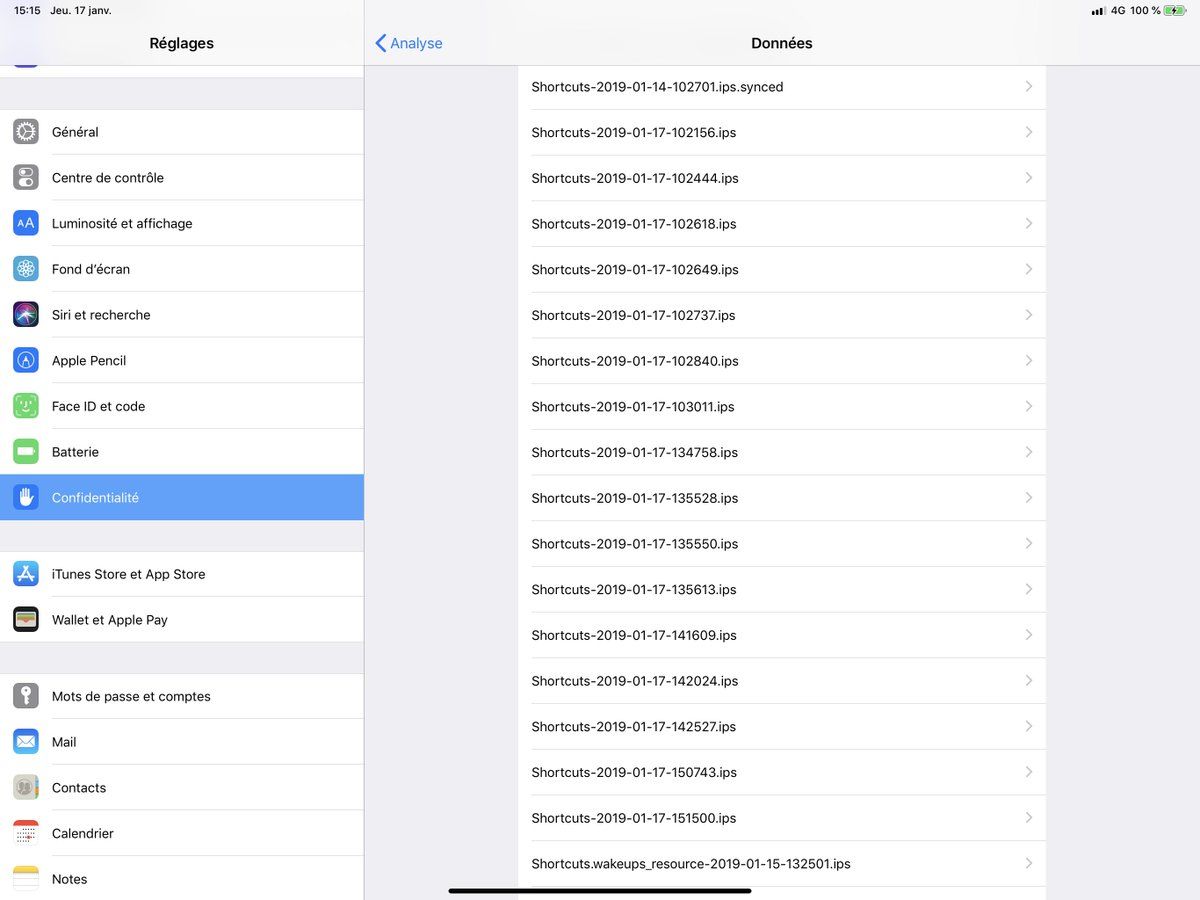 15:15 Jeu. 17 janv.
4G 100 %
Réglages
Général
Centre de contrôle
AA Luminosité et affichage
Fond d’écran
Siri et recherche
Apple Pencil
Face ID et code
Batterie
Confidentialité
iTunes Store et App Store
Wallet et Apple Pay
Mots de passe et comptes
Mail
Contacts
Calendrier
Notes
Analyse
Données
Shortcuts-2019-01-14-102701.ips.synced
Shortcuts-2019-01-17-102156.ips
Shortcuts-2019-01-17-102444.ips
Shortcuts-2019-01-17-102618.ips
Shortcuts-2019-01-17-102649.ips
Shortcuts-2019-01-17-102737.ips
Shortcuts-2019-01-17-102840.ips
Shortcuts-2019-01-17-103011.ips
Shortcuts-2019-01-17-134758.ips
Shortcuts-2019-01-17-135528.ips
Shortcuts-2019-01-17-135550.ips
Shortcuts-2019-01-17-135613.ips
Shortcuts-2019-01-17-141609.ips
Shortcuts-2019-01-17-142024.ips
Shortcuts-2019-01-17-142527.ips
Shortcuts-2019-01-17-150743.ips
Shortcuts-2019-01-17-151500.ips
Shortcuts.wakeups_resource-2019-01-15-132501.ips